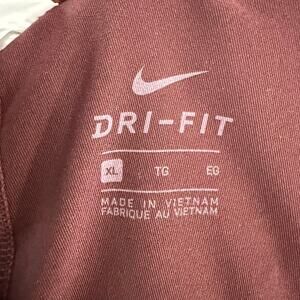 DRI-FIT
XL TG EG
MADE IN VIETNAM
FABRIQUE AU VIETNAM